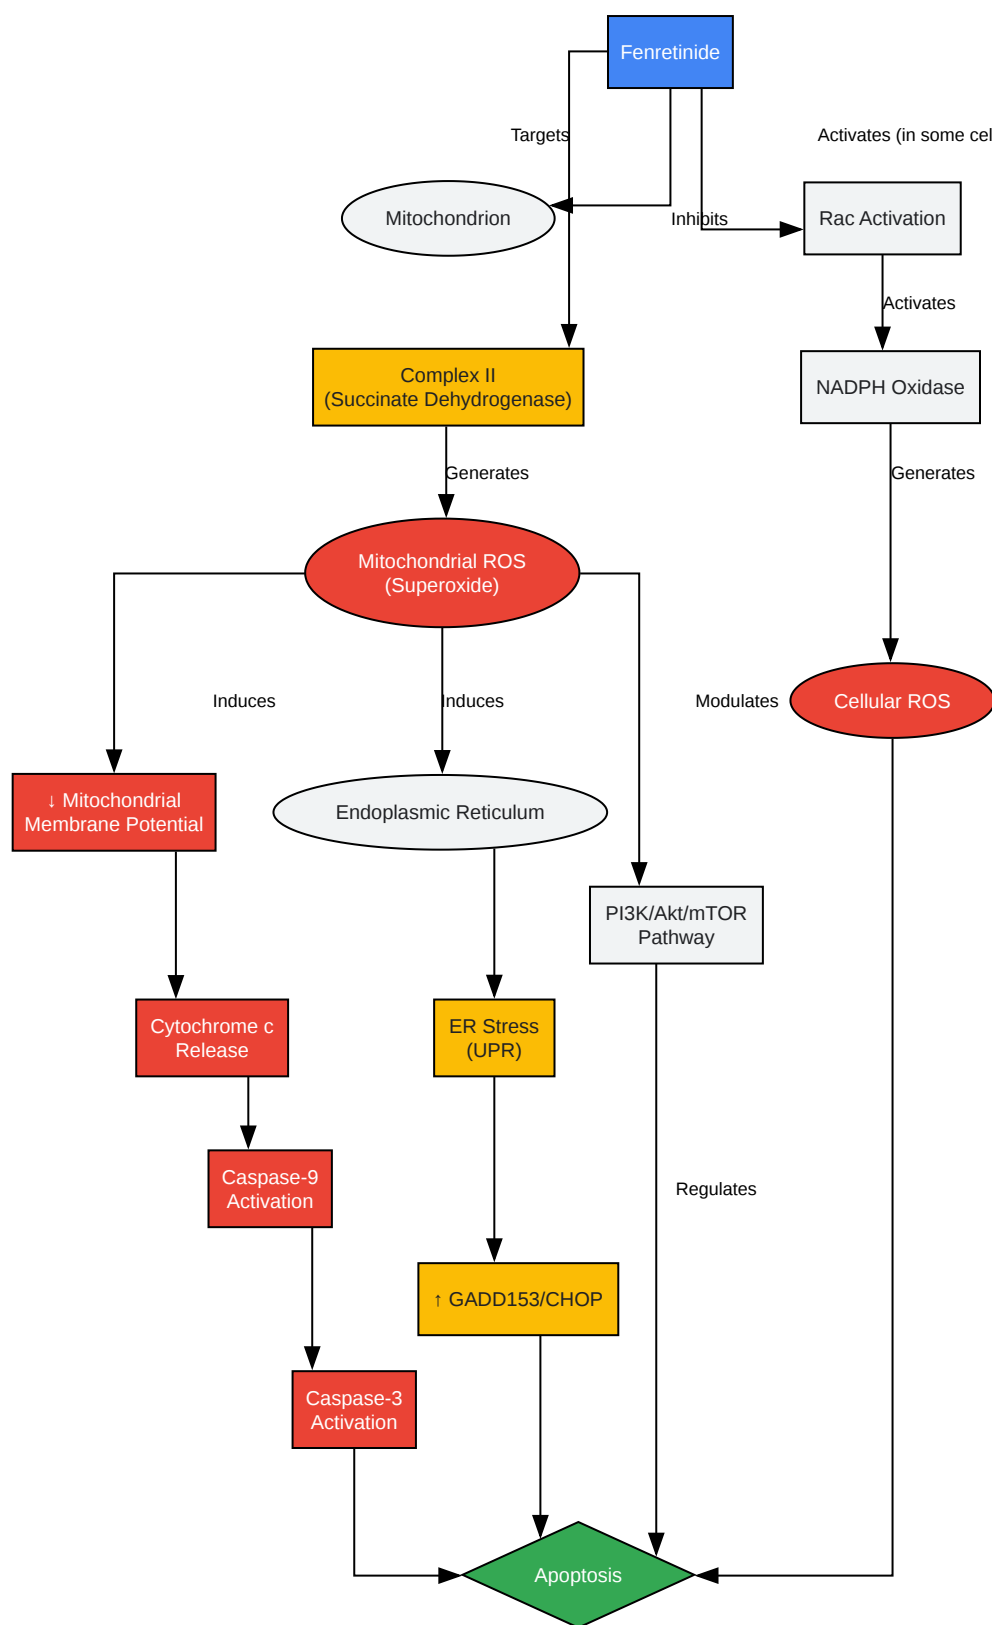 Fenretinide
Targets
Activates (in some cel
Mitochondrion
Inhibits
Rac Activation
Activates
Complex II
(Succinate Dehydrogenase)
NADPH Oxidase
Generates
Generates
Mitochondrial ROS
(Superoxide)
Induces
Induces
Modulates
Cellular ROS
↓ Mitochondrial
Membrane Potential
Endoplasmic Reticulum
PI3K/Akt/mTOR
Pathway
Cytochrome c
Release
ER Stress
(UPR)
Caspase-9
Activation
Regulates
↑ GADD153/CHOP
Caspase-3
Activation
Apoptosis